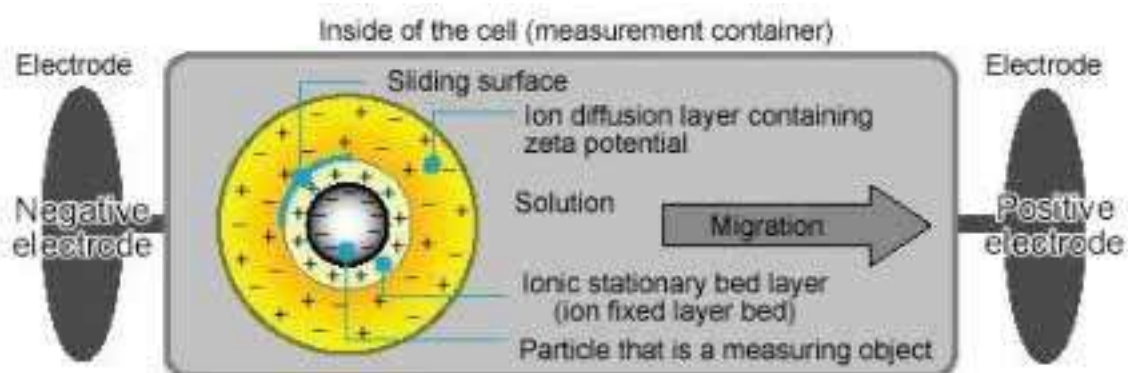 Inside of the cell (measurement container)
Electrode
Electrode
Sliding surface
Ion diffusion layer containing
zeta potential
Negative
electrode
Solution
Migration
Positive
electrode
Ionic stationary bed layer
(ion fixed layer bed)
Particle that is a measuring object